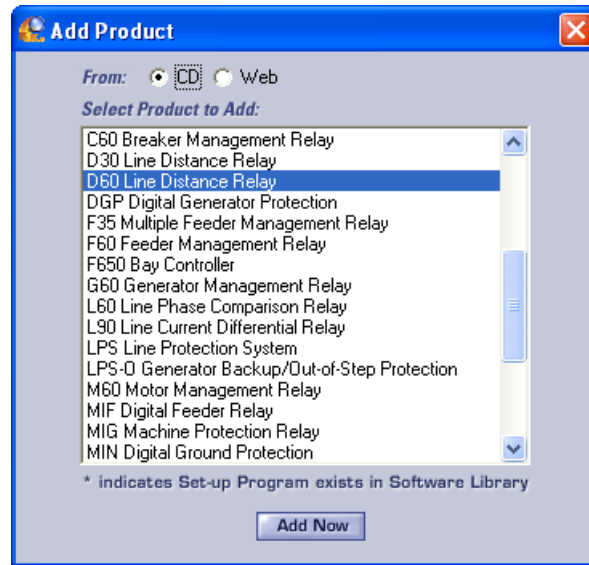 Add Product
From: CD Web
Select Product to Add:
C60 Breaker Management Relay
D30 Line Distance Relay
D60 Line Distance Relay
DGP Digital Generator Protection
F35 Multiple Feeder Management Relay
F60 Feeder Management Relay
F650 Bay Controller
G60 Generator Management Relay
L60 Line Phase Comparison Relay
L90 Line Current Differential Relay
LPS Line Protection System
LPS-O Generator Backup/Out-of-Step Protection
M60 Motor Management Relay
MIF Digital Feeder Relay
MIG Machine Protection Relay
MIN Digital Ground Protection
* indicates Set-up Program exists in Software Library
Add Now